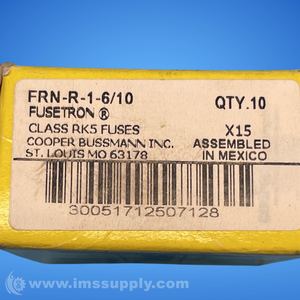 FRN-R-1-6/10 QTY.10
FUSETRON ®
CLASS RK5 FUSES X15
COOPER BUSSMANN INC. ASSEMBLED
ST. LOUIS MO 63178 IN MEXICO
30051712507128
© www.imssupply.com